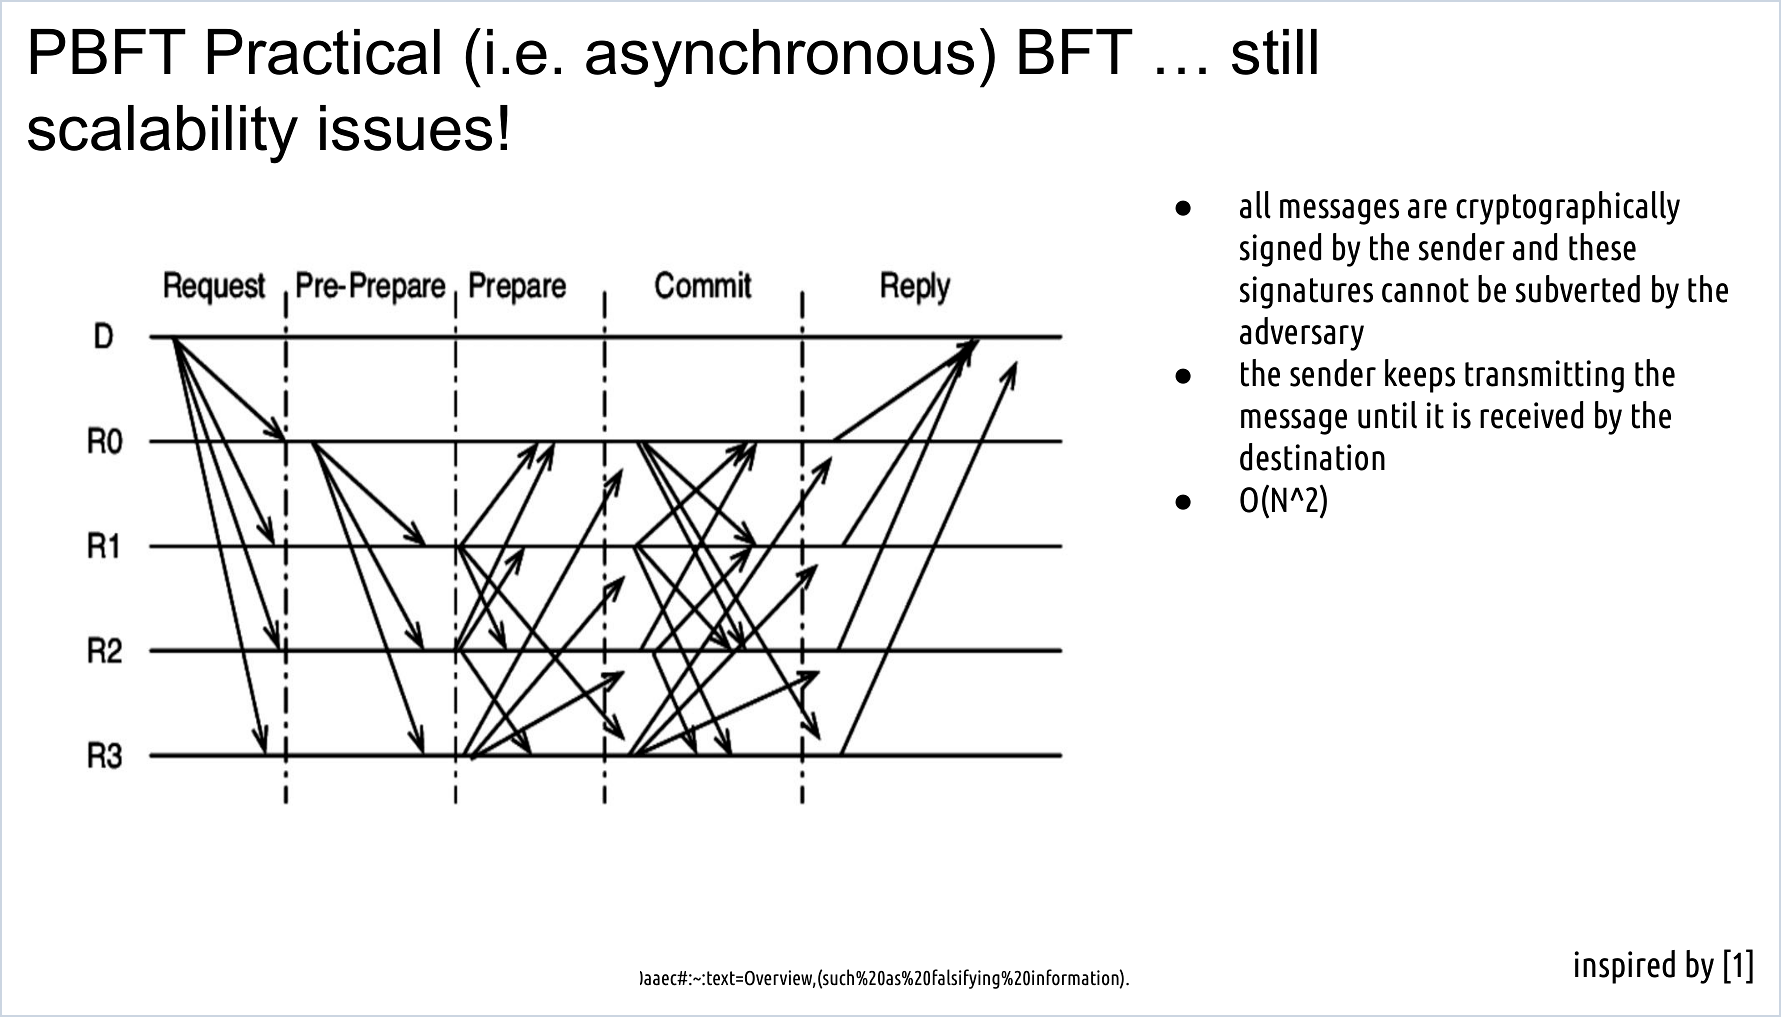 PBFT Practical (i.e. asynchronous) BFT … still
scalability issues!
Request Pre-Prepare Prepare Commit Reply
D
R0
R1
R2
R3
● all messages are cryptographically
signed by the sender and these
signatures cannot be subverted by the
adversary
● the sender keeps transmitting the
message until it is received by the
destination
● O(N^2)
aaec#:~:text=Overview,(such%20as%20falsifying%20information).
inspired by [1]